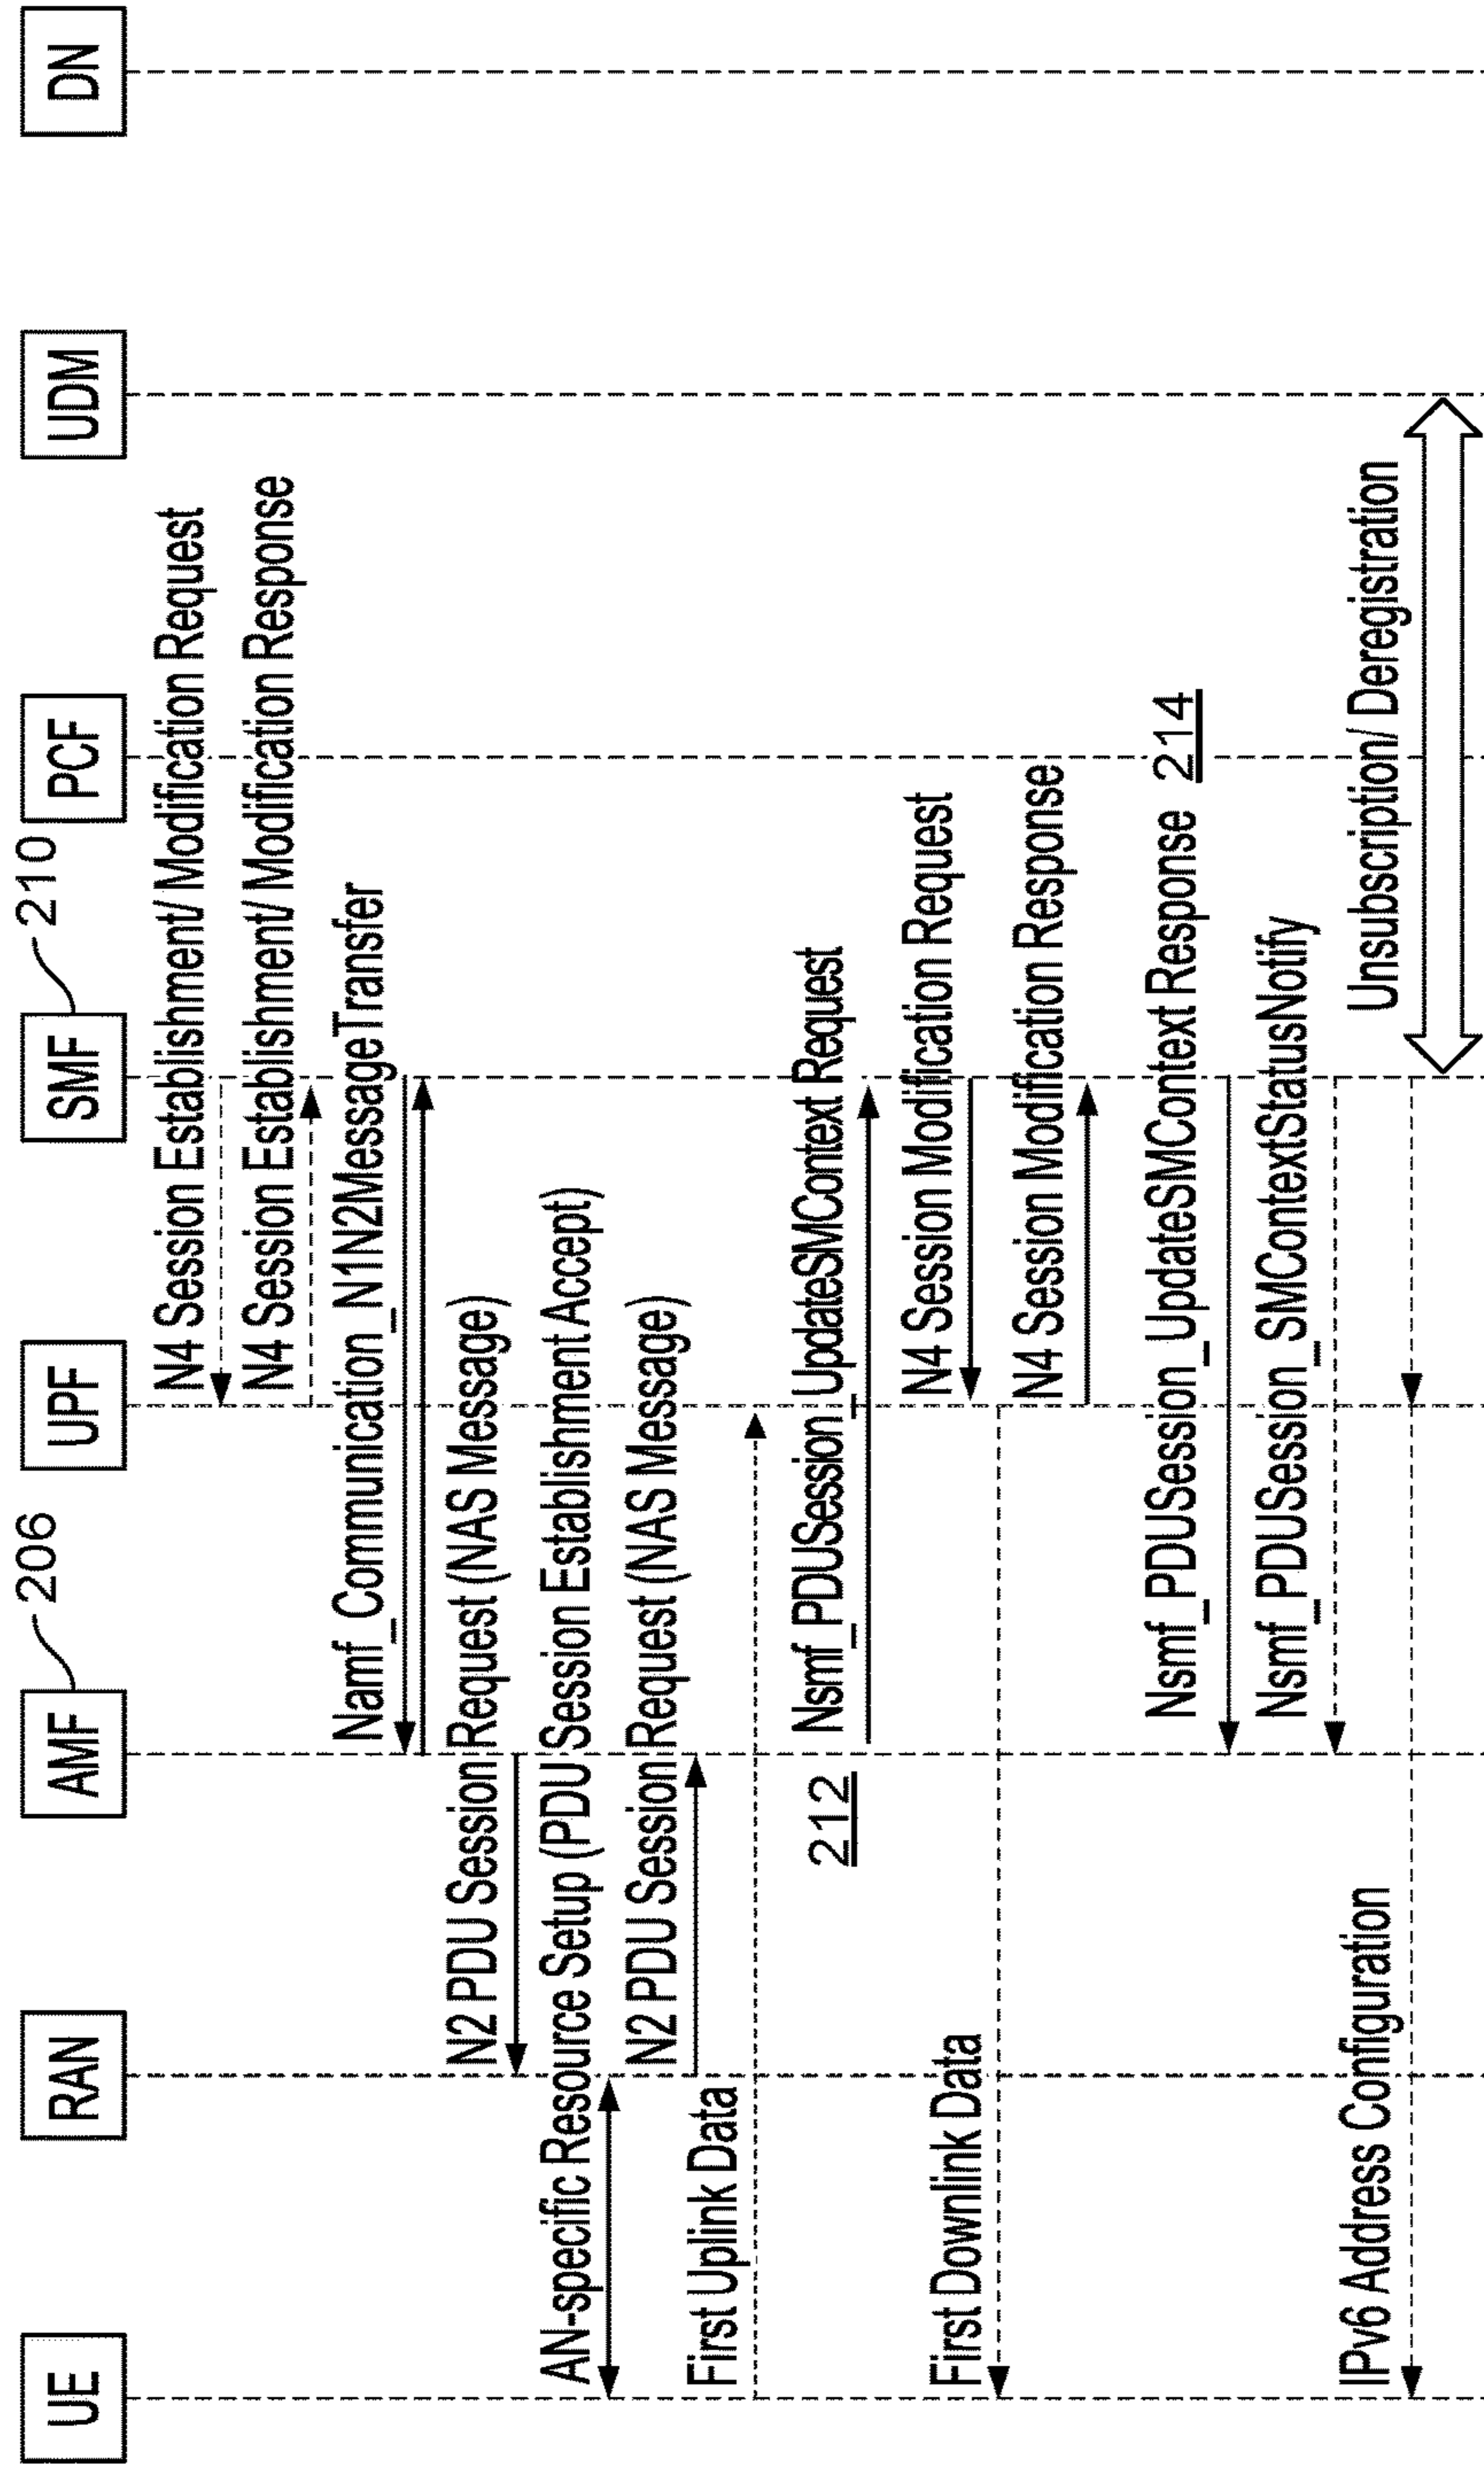 UE
RAN
AMF
206
UPF
SMF
210
PCF
UDM
DN
N4 Session Establishment/ Modification Request
N4 Session Establishment/ Modification Response
Namf_Communication_N1N2MessageTransfer
N2 PDU Session Request (NAS Message)
AN-specific Resource Setup (PDU Session Establishment Accept)
N2 PDU Session Request (NAS Message)
First Uplink Data
212
Nsmf_PDUSession_UpdateSMContext Request
N4 Session Modification Request
First Downlink Data
N4 Session Modification Response
Nsmf_PDUSession_UpdateSMContext Response 214
Nsmf_PDUSession_SMContextStatusNotify
IPv6 Address Configuration
Unsubscription/ Deregistration